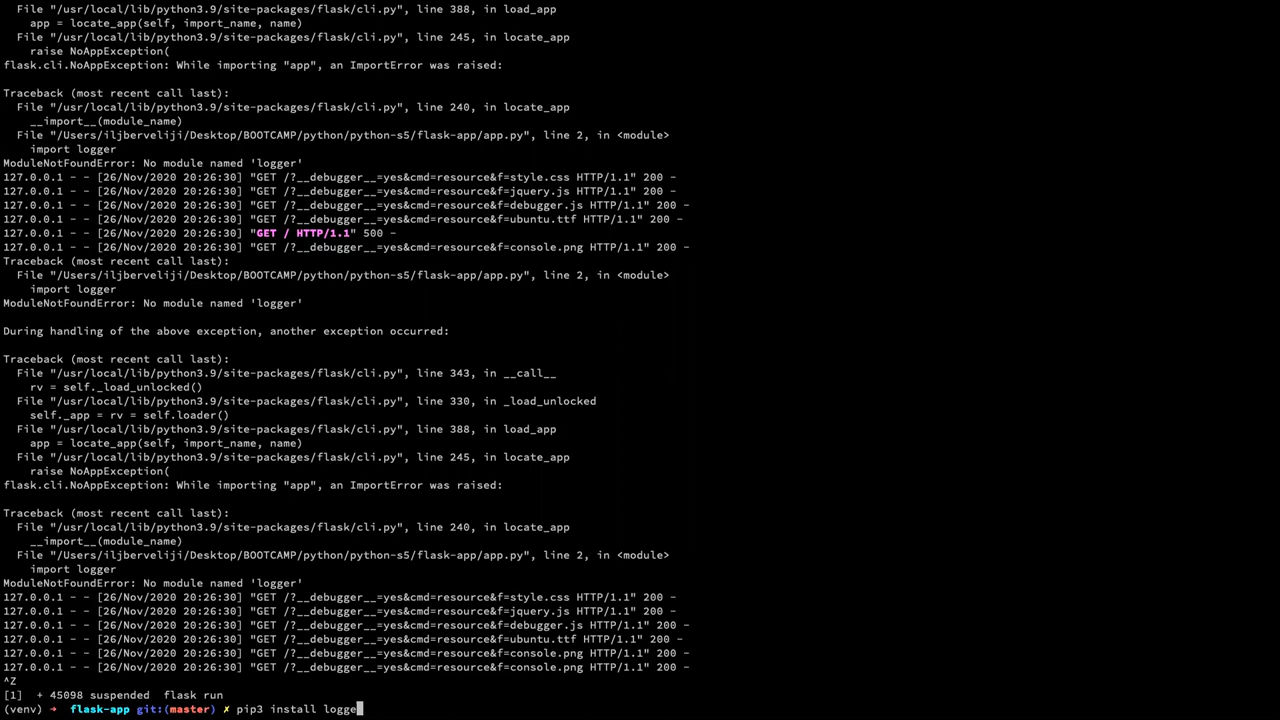 File "/usr/local/lib/python3.9/site-packages/flask/cli.py", line 388, in load_app
app = locate_app(self, import_name, name)
File "/usr/local/lib/python3.9/site-packages/flask/cli.py", line 245, in locate_app
raise NoAppException(
flask.cli.NoAppException: While importing "app", an ImportError was raised:
Traceback (most recent call last):
File "/usr/local/lib/python3.9/site-packages/flask/cli.py", line 240, in locate_app
__import__(module_name)
File "/Users/iljberveliji/Desktop/BOOTCAMP/python/python-s5/flask-app/app.py", line 2, in <module>
import logger
ModuleNotFoundError: No module named 'logger'
127.0.0.1 - - [26/Nov/2020 20:26:30] "GET /?__debugger__=yes&cmd=resource&f=style.css HTTP/1.1" 200 -
127.0.0.1 - - [26/Nov/2020 20:26:30] "GET /?__debugger__=yes&cmd=resource&f=jquery.js HTTP/1.1" 200 -
127.0.0.1 - - [26/Nov/2020 20:26:30] "GET /?__debugger__=yes&cmd=resource&f=debugger.js HTTP/1.1" 200 -
127.0.0.1 - - [26/Nov/2020 20:26:30] "GET /?__debugger__=yes&cmd=resource&f=ubuntu.ttf HTTP/1.1" 200 -
127.0.0.1 - - [26/Nov/2020 20:26:30] "GET / HTTP/1.1" 500 -
127.0.0.1 - - [26/Nov/2020 20:26:30] "GET /?__debugger__=yes&cmd=resource&f=console.png HTTP/1.1" 200 -
Traceback (most recent call last):
File "/Users/iljberveliji/Desktop/BOOTCAMP/python/python-s5/flask-app/app.py", line 2, in <module>
import logger
ModuleNotFoundError: No module named 'logger'
During handling of the above exception, another exception occurred:
Traceback (most recent call last):
File "/usr/local/lib/python3.9/site-packages/flask/cli.py", line 343, in __call__
rv = self._load_unlocked()
File "/usr/local/lib/python3.9/site-packages/flask/cli.py", line 330, in _load_unlocked
self._app = rv = self.loader()
File "/usr/local/lib/python3.9/site-packages/flask/cli.py", line 388, in load_app
app = locate_app(self, import_name, name)
File "/usr/local/lib/python3.9/site-packages/flask/cli.py", line 245, in locate_app
raise NoAppException(
flask.cli.NoAppException: While importing "app", an ImportError was raised:
Traceback (most recent call last):
File "/usr/local/lib/python3.9/site-packages/flask/cli.py", line 240, in locate_app
__import__(module_name)
File "/Users/iljberveliji/Desktop/BOOTCAMP/python/python-s5/flask-app/app.py", line 2, in <module>
import logger
ModuleNotFoundError: No module named 'logger'
127.0.0.1 - - [26/Nov/2020 20:26:30] "GET /?__debugger__=yes&cmd=resource&f=style.css HTTP/1.1" 200 -
127.0.0.1 - - [26/Nov/2020 20:26:30] "GET /?__debugger__=yes&cmd=resource&f=jquery.js HTTP/1.1" 200 -
127.0.0.1 - - [26/Nov/2020 20:26:30] "GET /?__debugger__=yes&cmd=resource&f=debugger.js HTTP/1.1" 200 -
127.0.0.1 - - [26/Nov/2020 20:26:30] "GET /?__debugger__=yes&cmd=resource&f=ubuntu.ttf HTTP/1.1" 200 -
127.0.0.1 - - [26/Nov/2020 20:26:30] "GET /?__debugger__=yes&cmd=resource&f=console.png HTTP/1.1" 200 -
127.0.0.1 - - [26/Nov/2020 20:26:30] "GET /?__debugger__=yes&cmd=resource&f=console.png HTTP/1.1" 200 -
^Z
[1]  + 45098 suspended  flask run
(venv) ➜  flask-app git:(master) ✗ pip3 install logge